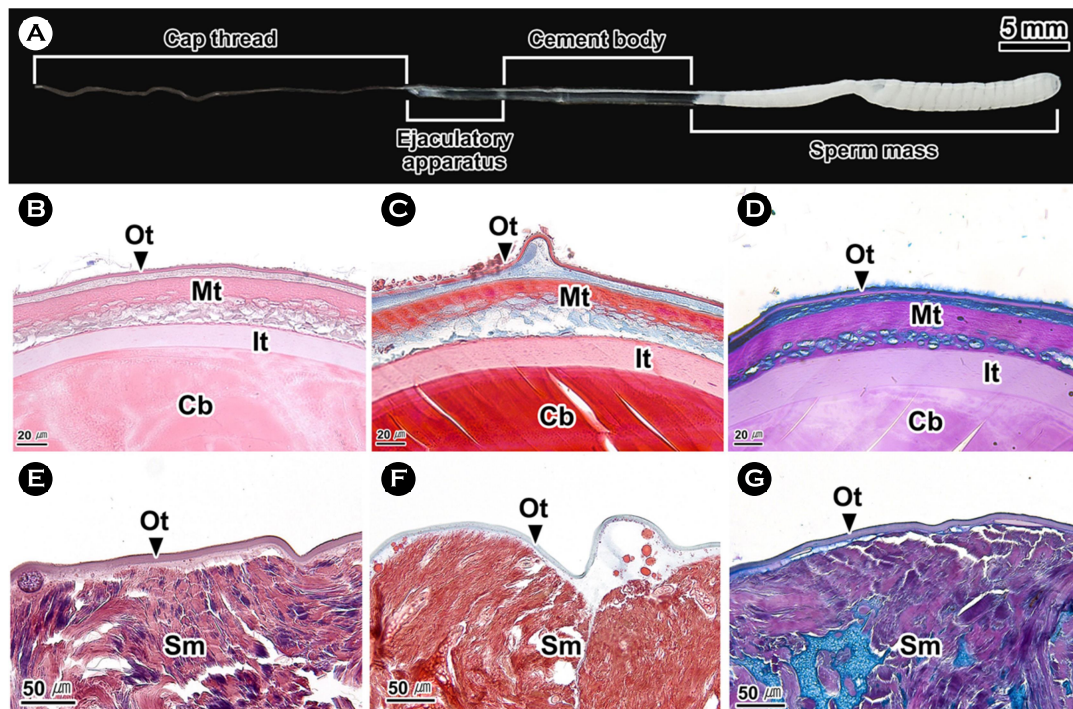 A
Cap thread
Cement body
5 mm
Ejaculatory
apparatus
Sperm mass
B
Ot
Mt
It
Cb
20 ㎛
C
Ot
Mt
It
Cb
20 ㎛
D
Ot
Mt
It
Cb
20 ㎛
E
Ot
Sm
50 ㎛
F
Ot
Sm
50 ㎛
G
Ot
Sm
50 ㎛